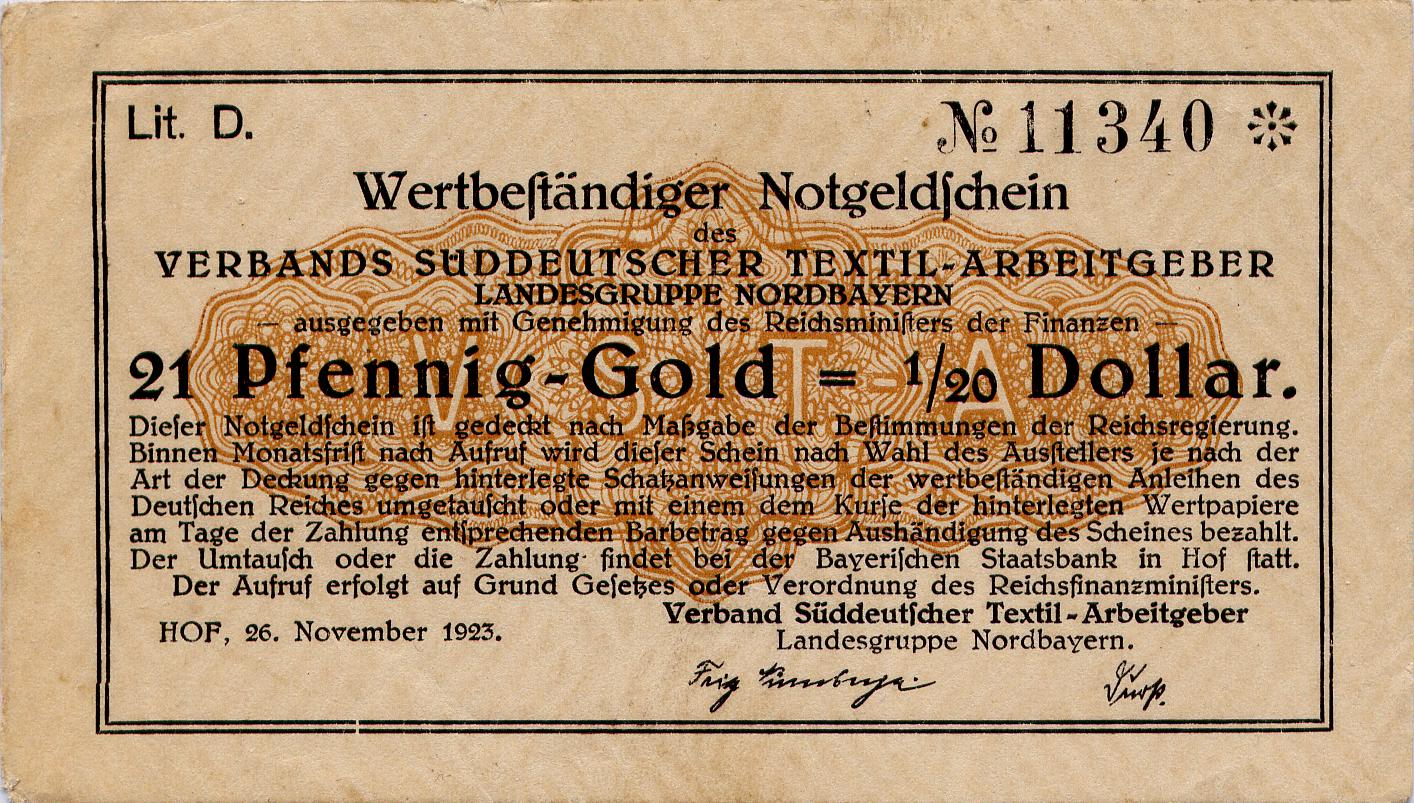 Lit. D.
№ 11340
Wertbeſtändiger Notgeldſchein
des
VERBANDS SÜDDEUTSCHER TEXTIL-ARBEITGEBER
LANDESGRUPPE NORDBAYERN
— ausgegeben mit Genehmigung des Reichsminiſters der Finanzen —
21 Pfennig-Gold = 1/20 Dollar.
V S T A
Dieſer Notgeldſchein iſt gedeckt nach Maßgabe der Beſtimmungen der Reichsregierung.
Binnen Monatsfriſt nach Aufruf wird dieſer Schein nach Wahl des Ausſtellers je nach der
Art der Deckung gegen hinterlegte Schatzanweiſungen der wertbeſtändigen Anleihen des
Deutſchen Reiches umgetauſcht oder mit einem dem Kurſe der hinterlegten Wertpapiere
am Tage der Zahlung entſprechenden Barbetrag gegen Aushändigung des Scheines bezahlt.
Der Umtauſch oder die Zahlung findet bei der Bayeriſchen Staatsbank in Hof ſtatt.
Der Aufruf erfolgt auf Grund Geſetzes oder Verordnung des Reichsfinanzminiſters.
HOF, 26. November 1923.
Verband Süddeutſcher Textil-Arbeitgeber
Landesgruppe Nordbayern.